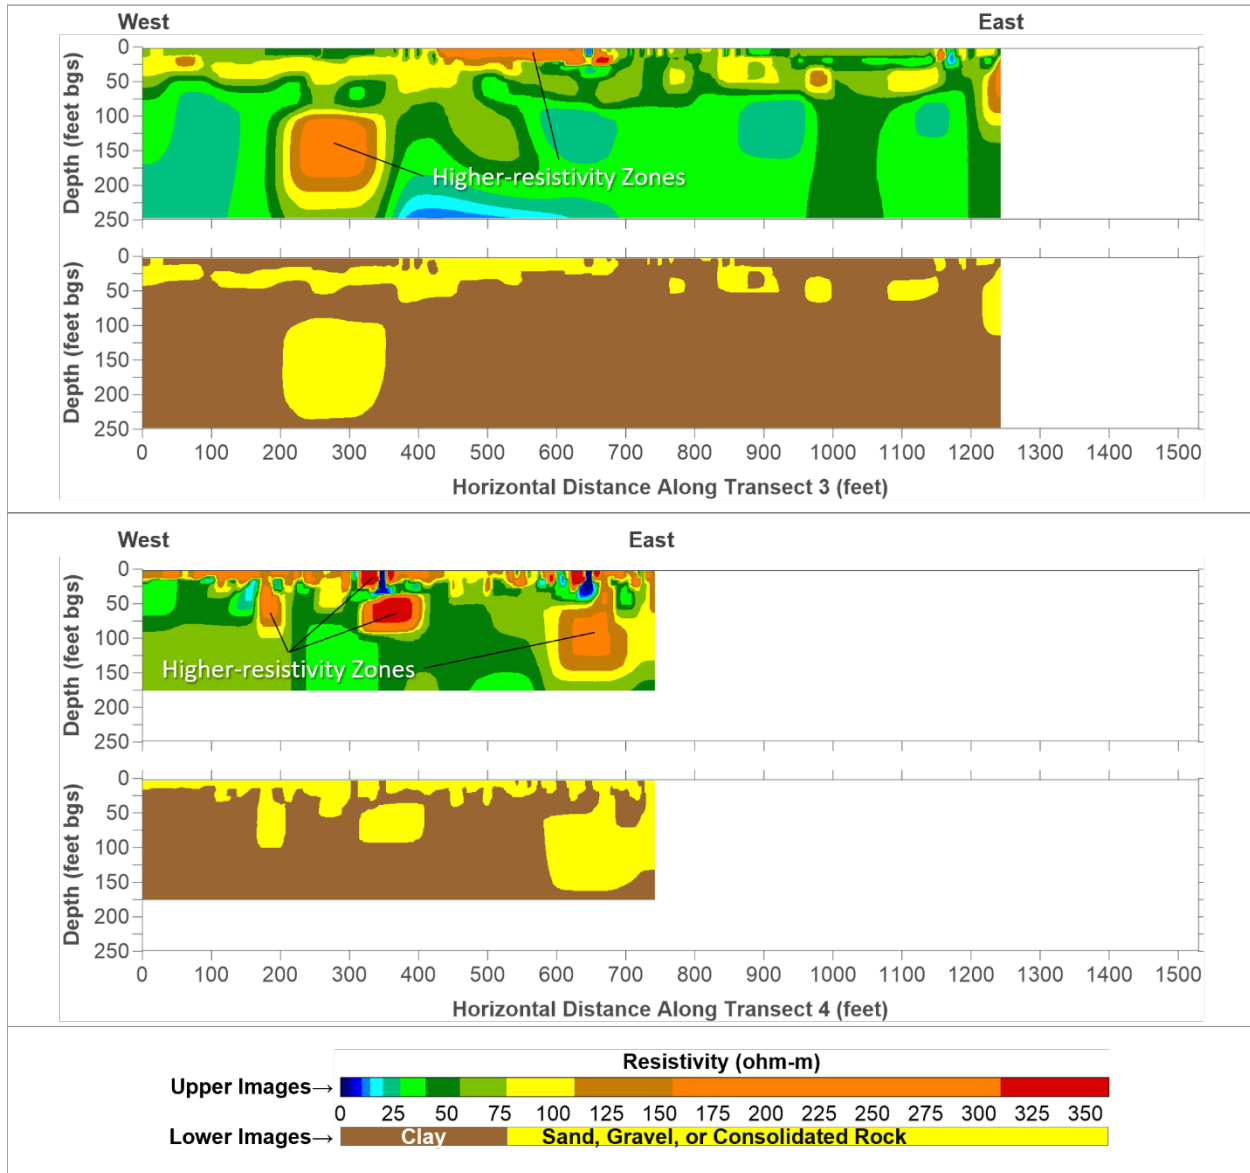 West East
0
50
100
150
200
250
Depth (feet bgs)
Higher-resistivity Zones
0
50
100
150
200
250
Depth (feet bgs)
0 100 200 300 400 500 600 700 800 900 1000 1100 1200 1300 1400 1500
Horizontal Distance Along Transect 3 (feet)
West East
0
50
100
150
200
250
Depth (feet bgs)
Higher-resistivity Zones
0
50
100
150
200
250
Depth (feet bgs)
0 100 200 300 400 500 600 700 800 900 1000 1100 1200 1300 1400 1500
Horizontal Distance Along Transect 4 (feet)
Resistivity (ohm-m)
Upper Images→
0 25 50 75 100 125 150 175 200 225 250 275 300 325 350
Lower Images→ Clay Sand, Gravel, or Consolidated Rock